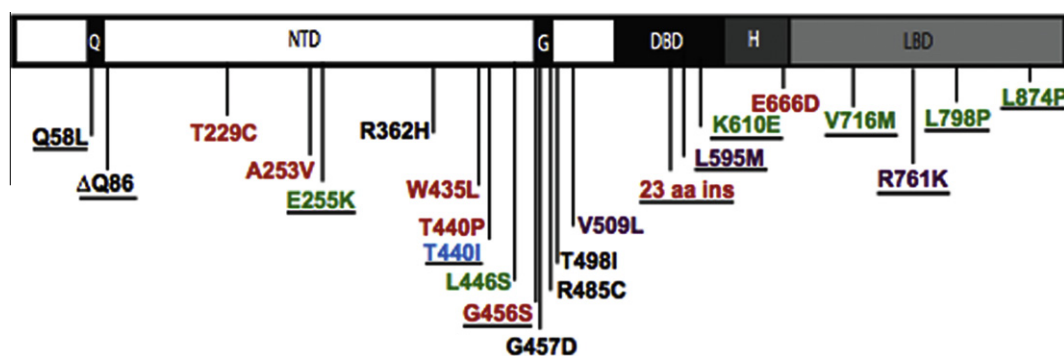 Q NTD G DBD H LBD
Q58L
ΔQ86
T229C
A253V
E255K
R362H
W435L
T440P
T440I
L446S
G456S
G457D
R485C
T498I
V509L
23 aa ins
L595M
K610E
E666D
V716M
R761K
L798P
L874P